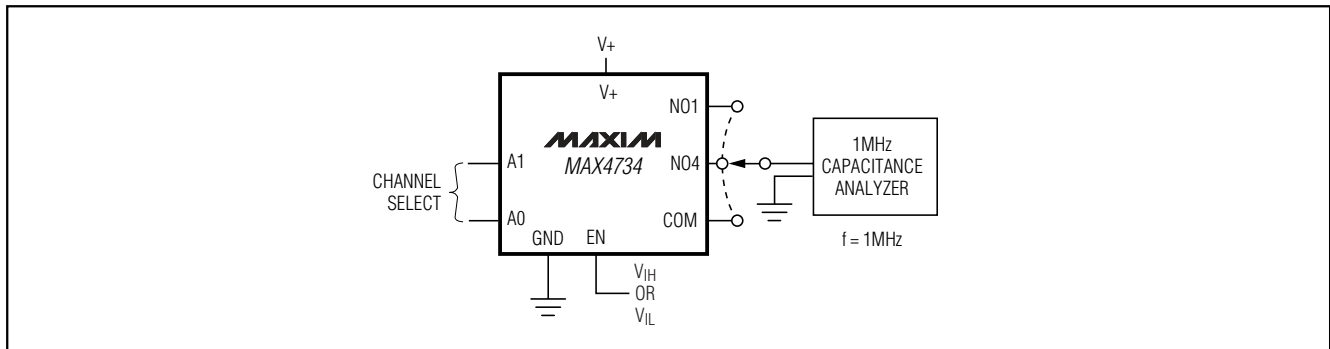 V+
V+
NO1
MAXIM
MAX4734
A1
NO4
1MHz
CAPACITANCE
ANALYZER
CHANNEL
SELECT
A0
COM
GND
EN
f = 1MHz
VIH
OR
VIL